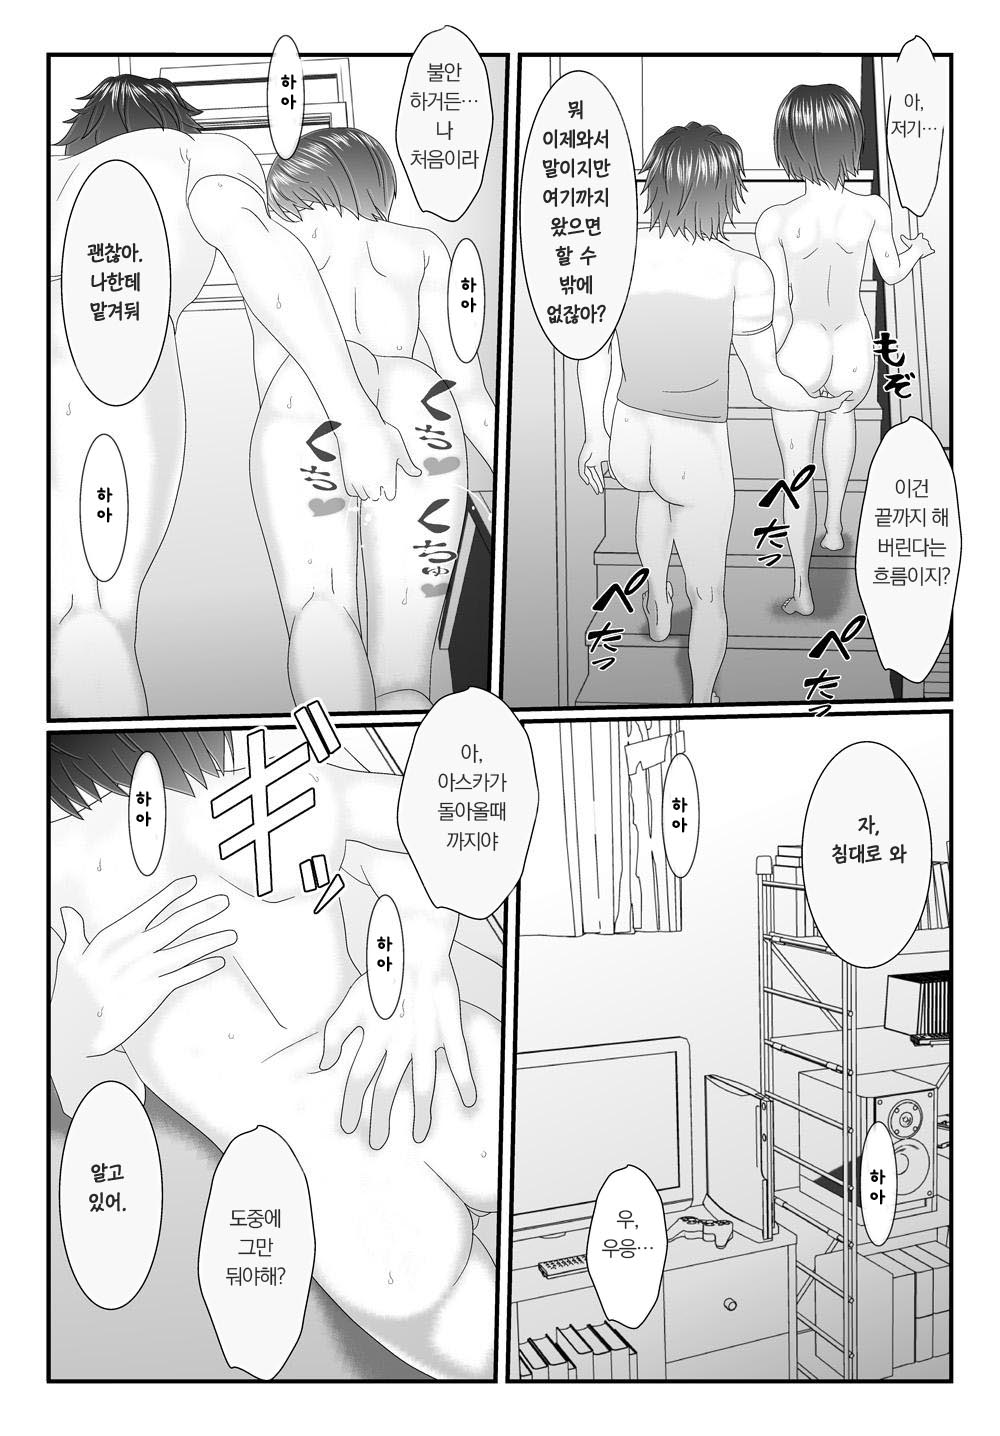 아,
저기…
뭐
이제와서
말이지만
여기까지
왔으면
할 수
밖에
없잖아?
もぞ
이건
끝까지 해
버린다는
흐름이지?
ペたっ
ペたっ
ペたっ
불안
하거든…
나
처음이라
하아
괜찮아.
나한테
맡겨둬
하아
くちくちゅ
くち
하아
자,
침대로 와
하아
우,
우응…
하아
아,
아스카가
돌아올때
까지야
하아
ギギッ
하아
도중에
그만
둬야해?
알고
있어.